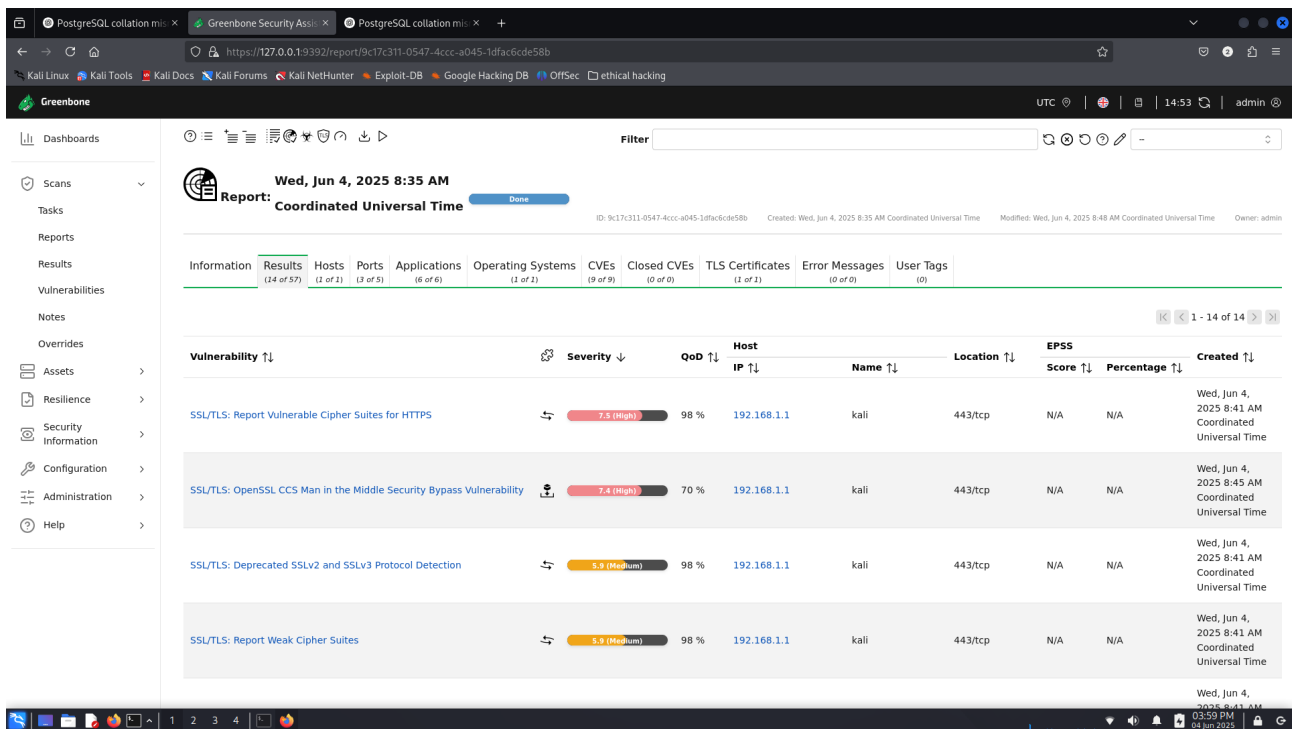 PostgreSQL collation mis
Greenbone Security Assis
PostgreSQL collation mis
https://127.0.0.1:9392/report/9c17c311-0547-4ccc-a045-1dfac6cde58b
2
Kali Linux Kali Tools Kali Docs Kali Forums Kali NetHunter Exploit-DB Google Hacking DB OffSec ethical hacking
Greenbone
UTC
14:53
admin
Dashboards
Scans
Tasks
Reports
Results
Vulnerabilities
Notes
Overrides
Assets
Resilience
Security
Information
Configuration
Administration
Help
Filter
--
Report: Wed, Jun 4, 2025 8:35 AM
Coordinated Universal Time
Done
ID: 9c17c311-0547-4ccc-a045-1dfac6cde58b Created: Wed, Jun 4, 2025 8:35 AM Coordinated Universal Time Modified: Wed, Jun 4, 2025 8:48 AM Coordinated Universal Time Owner: admin
Information Results Hosts Ports Applications Operating Systems CVEs Closed CVEs TLS Certificates Error Messages User Tags
(14 of 57) (1 of 1) (3 of 5) (6 of 6) (1 of 1) (9 of 9) (0 of 0) (1 of 1) (0 of 0) (0)
1 - 14 of 14
Vulnerability Severity QoD Host Location EPSS Created
IP Name Score Percentage
SSL/TLS: Report Vulnerable Cipher Suites for HTTPS 7.5 (High) 98 % 192.168.1.1 kali 443/tcp N/A N/A
Wed, Jun 4,
2025 8:41 AM
Coordinated
Universal Time
SSL/TLS: OpenSSL CCS Man in the Middle Security Bypass Vulnerability 7.4 (High) 70 % 192.168.1.1 kali 443/tcp N/A N/A
Wed, Jun 4,
2025 8:45 AM
Coordinated
Universal Time
SSL/TLS: Deprecated SSLv2 and SSLv3 Protocol Detection 5.9 (Medium) 98 % 192.168.1.1 kali 443/tcp N/A N/A
Wed, Jun 4,
2025 8:41 AM
Coordinated
Universal Time
SSL/TLS: Report Weak Cipher Suites 5.9 (Medium) 98 % 192.168.1.1 kali 443/tcp N/A N/A
Wed, Jun 4,
2025 8:41 AM
Coordinated
Universal Time
Wed, Jun 4,
2025 8:41 AM
1 2 3 4
03:59 PM
04 Jun 2025